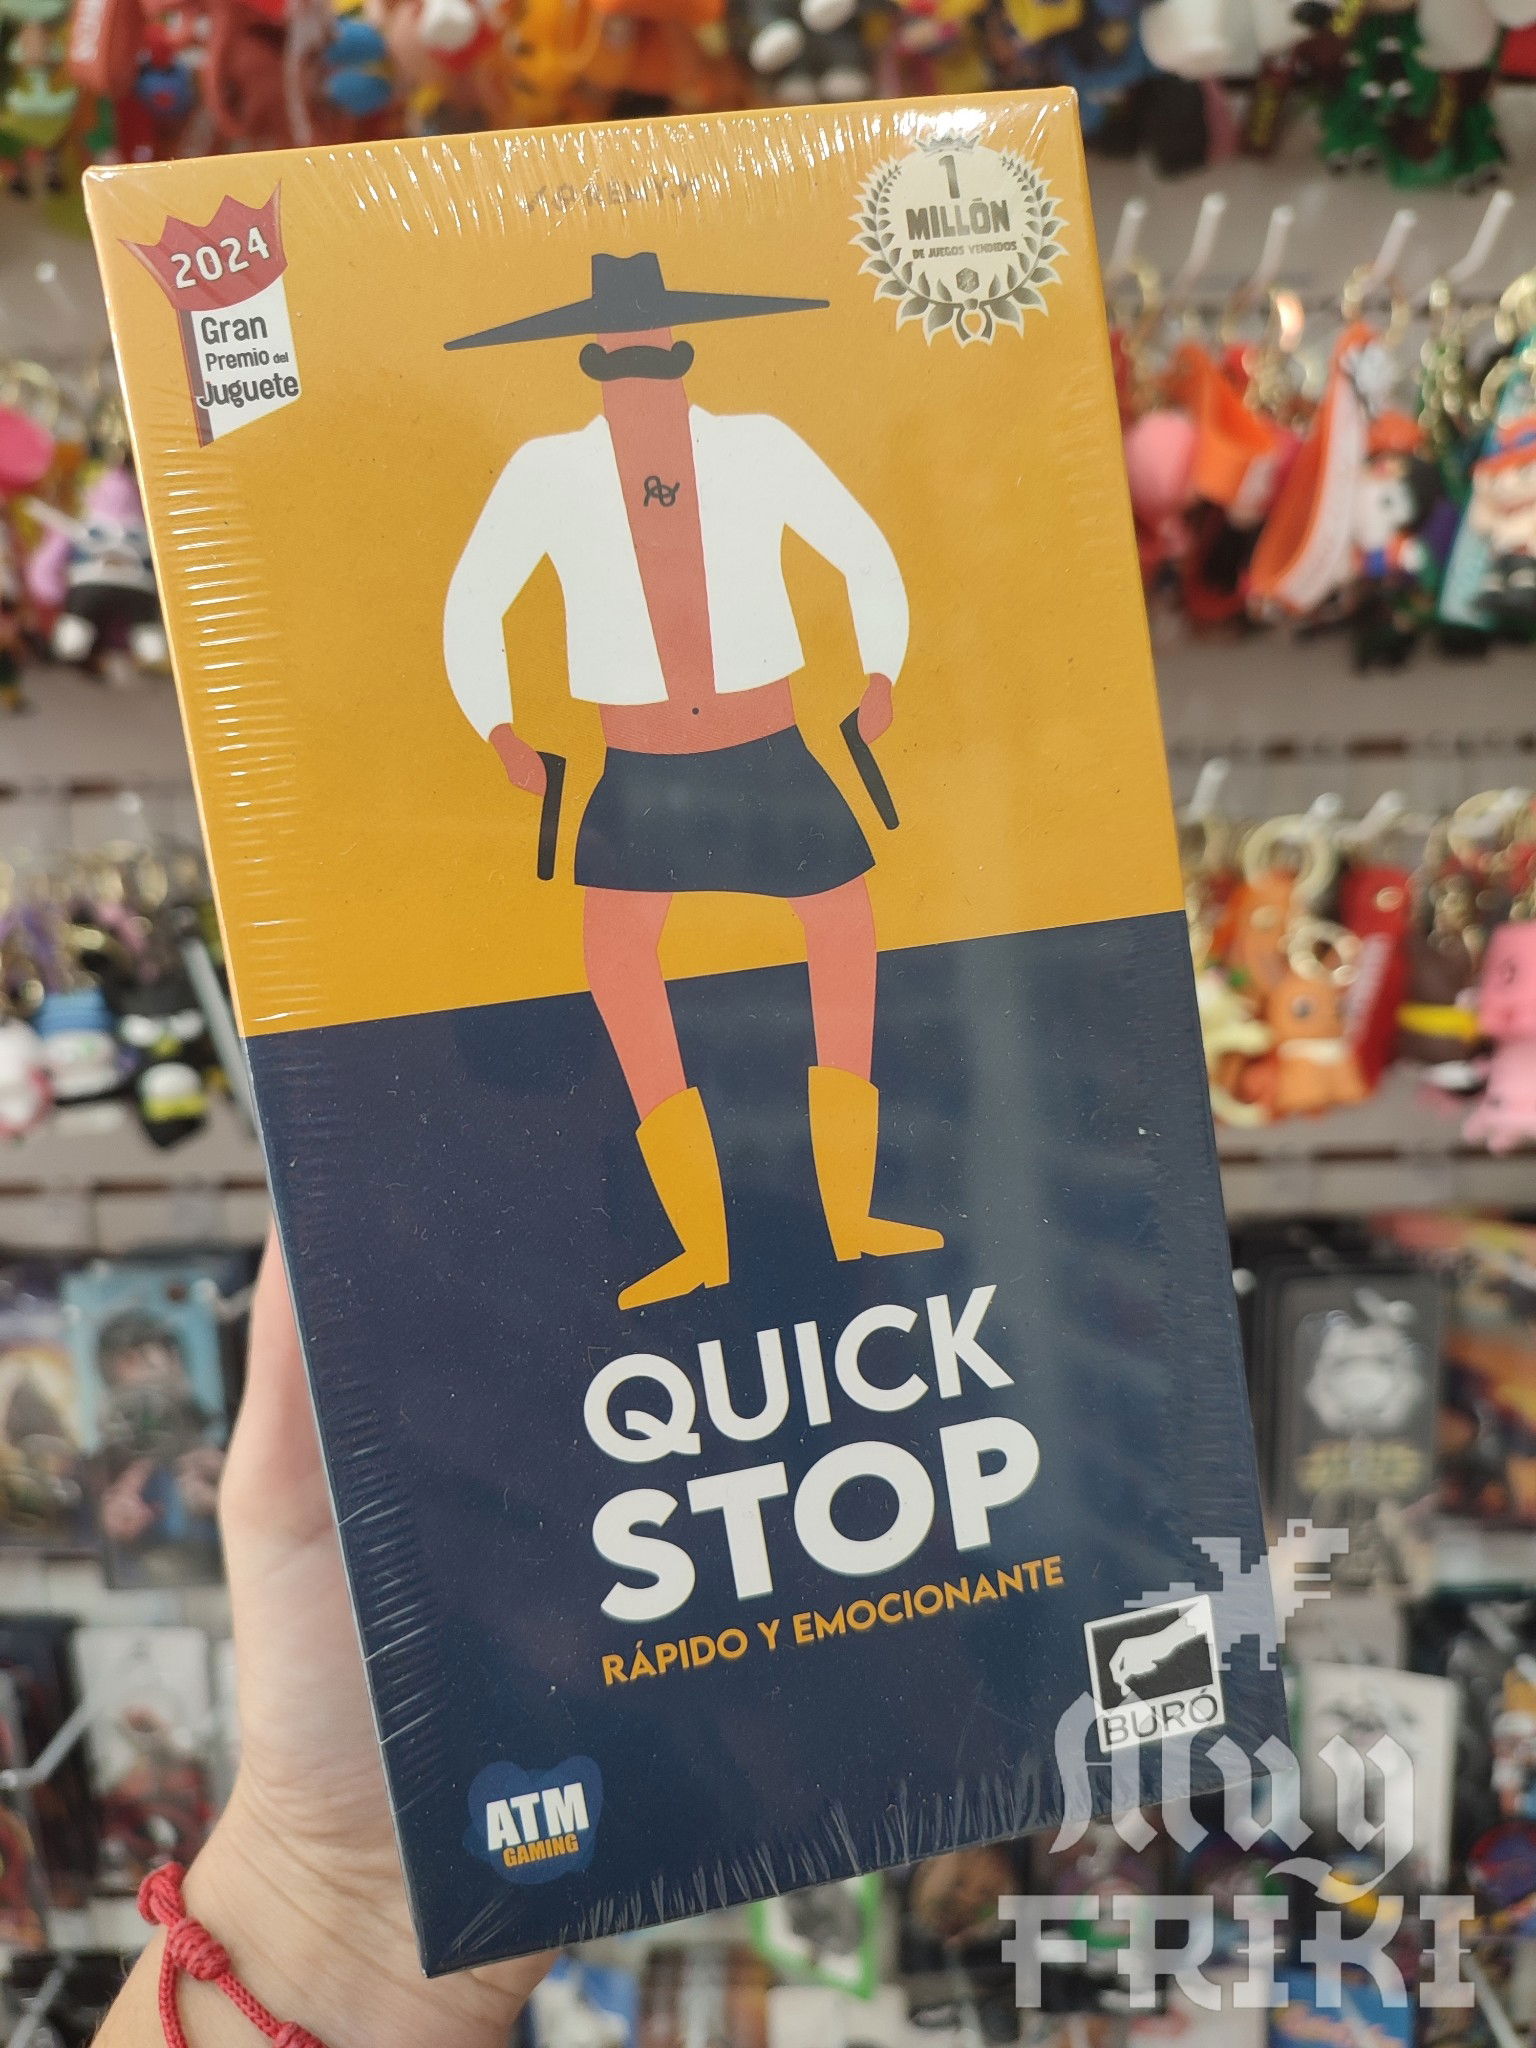 2024
Gran
Premio del
Juguete
1
MILLÓN
DE JUEGOS VENDIDOS
QUICK
STOP
RÁPIDO Y EMOCIONANTE
BURÓ
ATM
GAMING
Muy
FRIKI